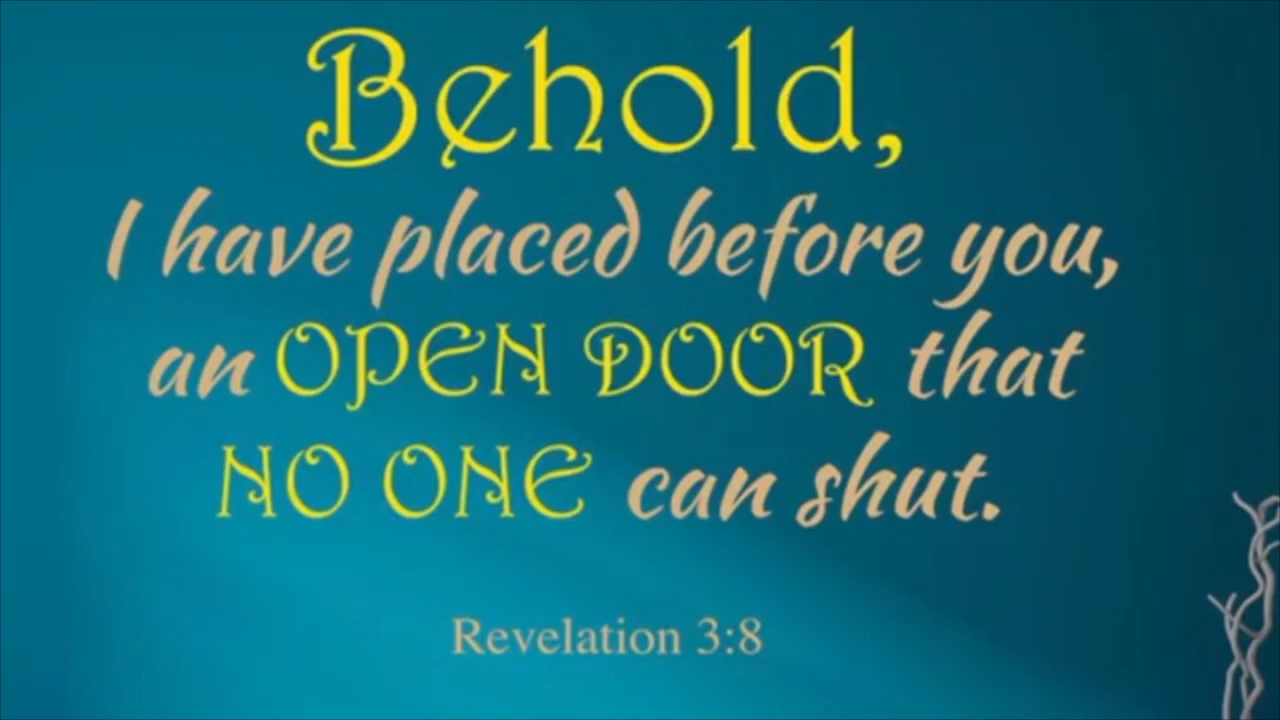 Behold,
I have placed before you,
an OPEN DOOR that
NO ONE can shut.
Revelation 3:8